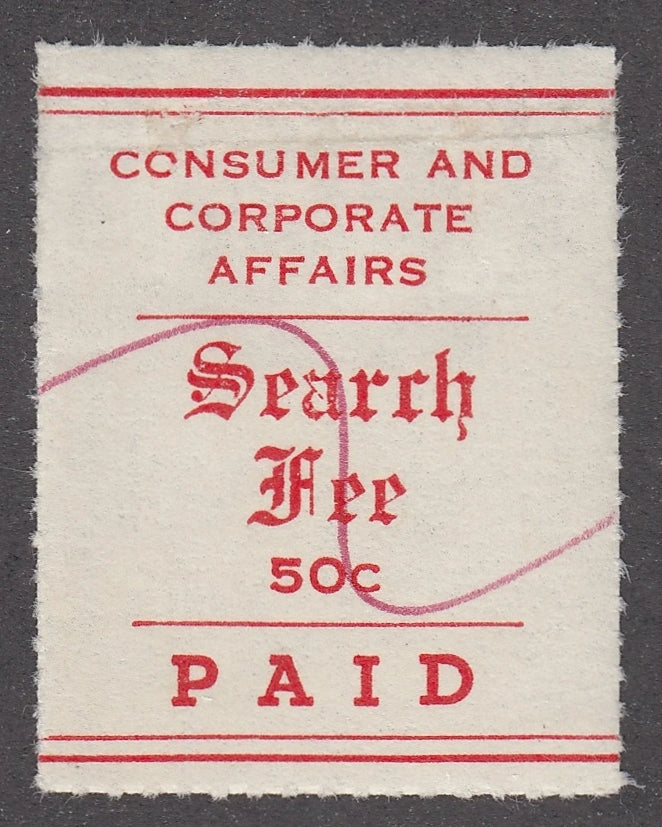 CONSUMER AND
CORPORATE
AFFAIRS
Search
Fee
50c
PAID